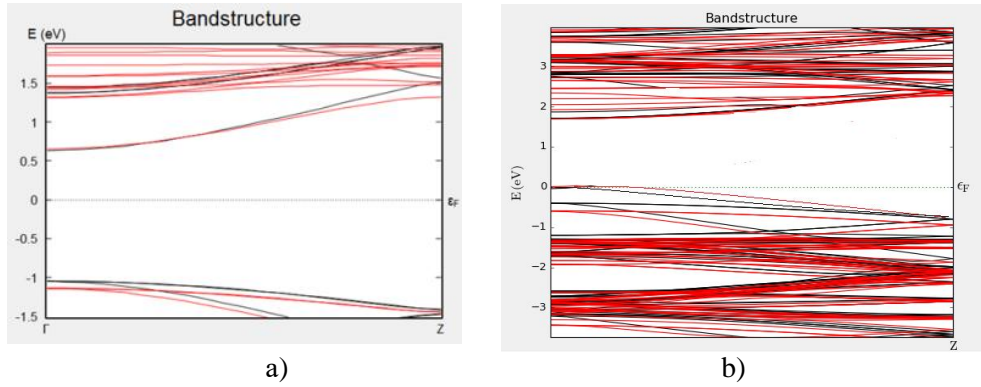 Bandstructure
E (eV)
1.5
1
0.5
0
-0.5
-1
-1.5
Γ
Z
εF
a)
Bandstructure
E (eV)
3
2
1
0
−1
−2
−3
Z
ϵF
b)